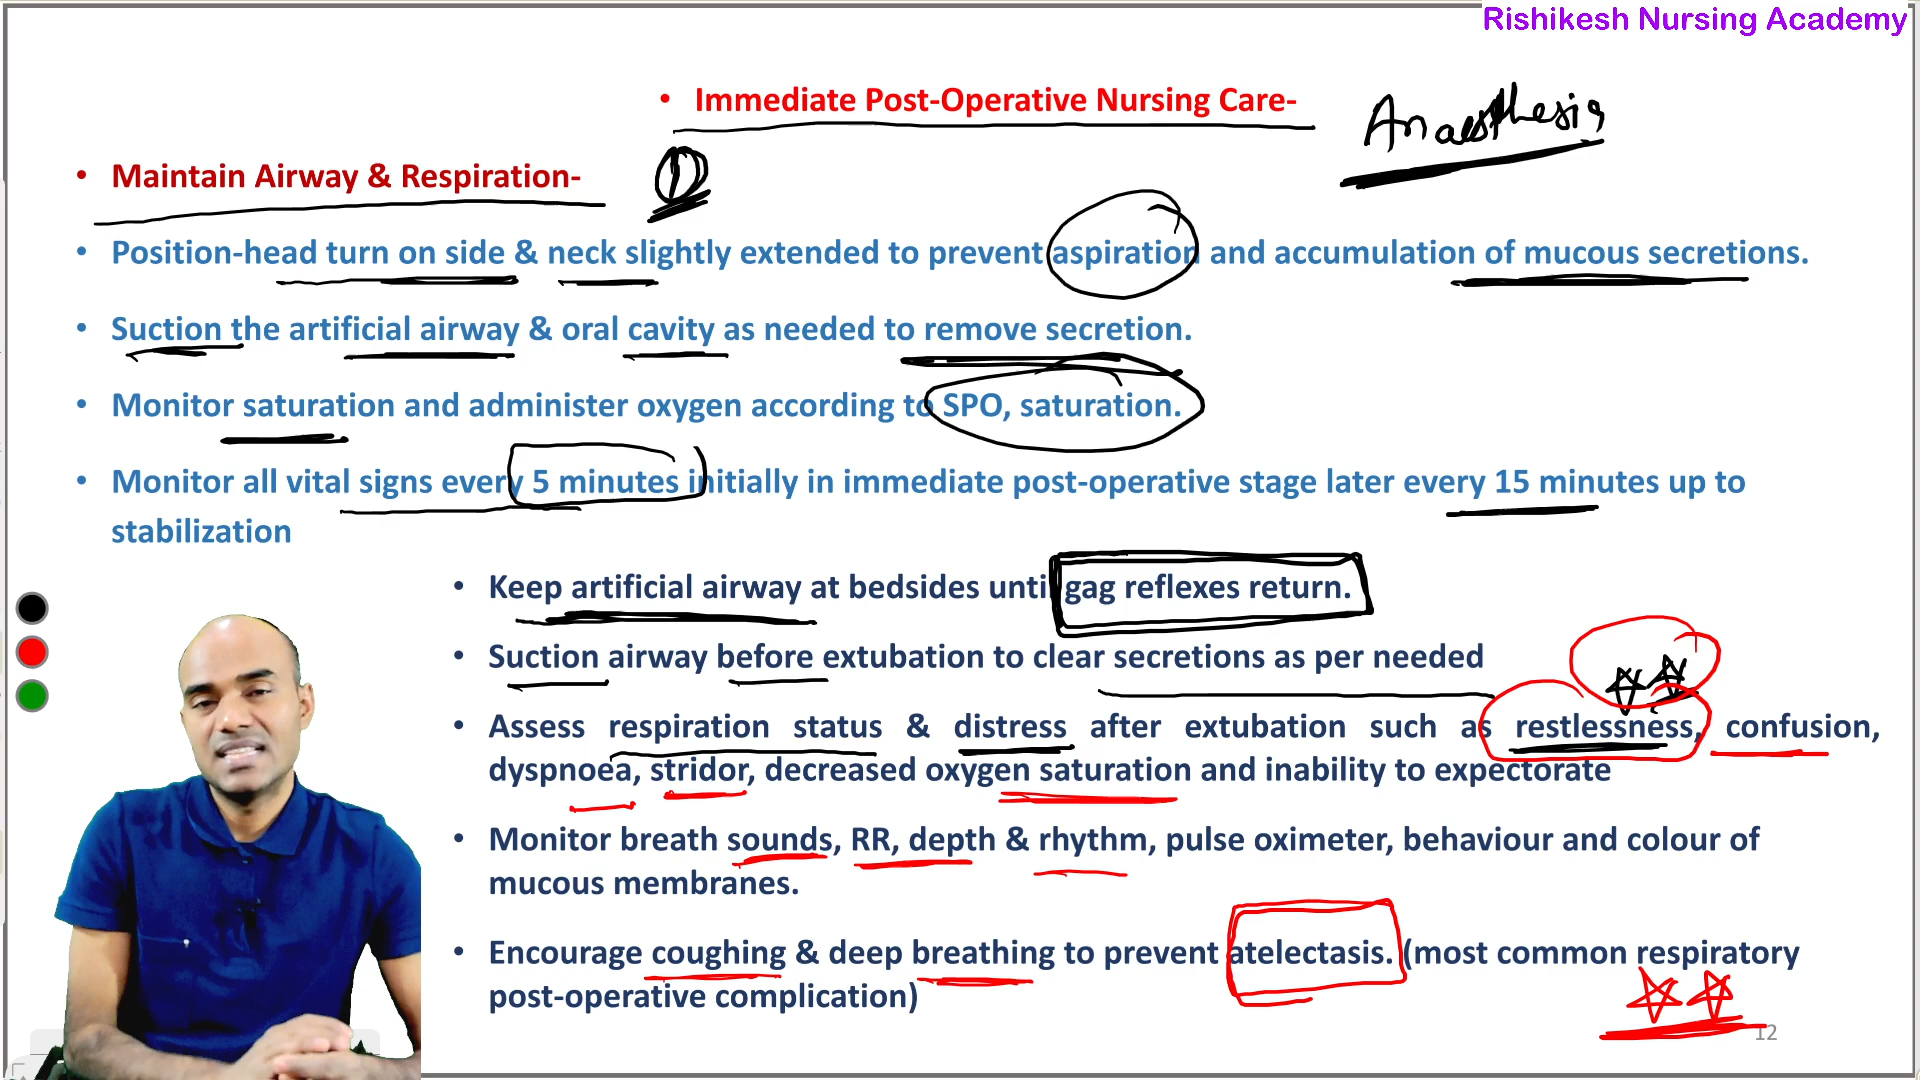 Rishikesh Nursing Academy
• Immediate Post-Operative Nursing Care-
Anaesthesia
• Maintain Airway & Respiration-
1
• Position-head turn on side & neck slightly extended to prevent aspiration and accumulation of mucous secretions.
• Suction the artificial airway & oral cavity as needed to remove secretion.
• Monitor saturation and administer oxygen according to SPO, saturation.
• Monitor all vital signs every 5 minutes initially in immediate post-operative stage later every 15 minutes up to
stabilization
• Keep artificial airway at bedsides until gag reflexes return.
• Suction airway before extubation to clear secretions as per needed
• Assess respiration status & distress after extubation such as restlessness, confusion,
dyspnoea, stridor, decreased oxygen saturation and inability to expectorate
• Monitor breath sounds, RR, depth & rhythm, pulse oximeter, behaviour and colour of
mucous membranes.
• Encourage coughing & deep breathing to prevent atelectasis. (most common respiratory
post-operative complication)
12